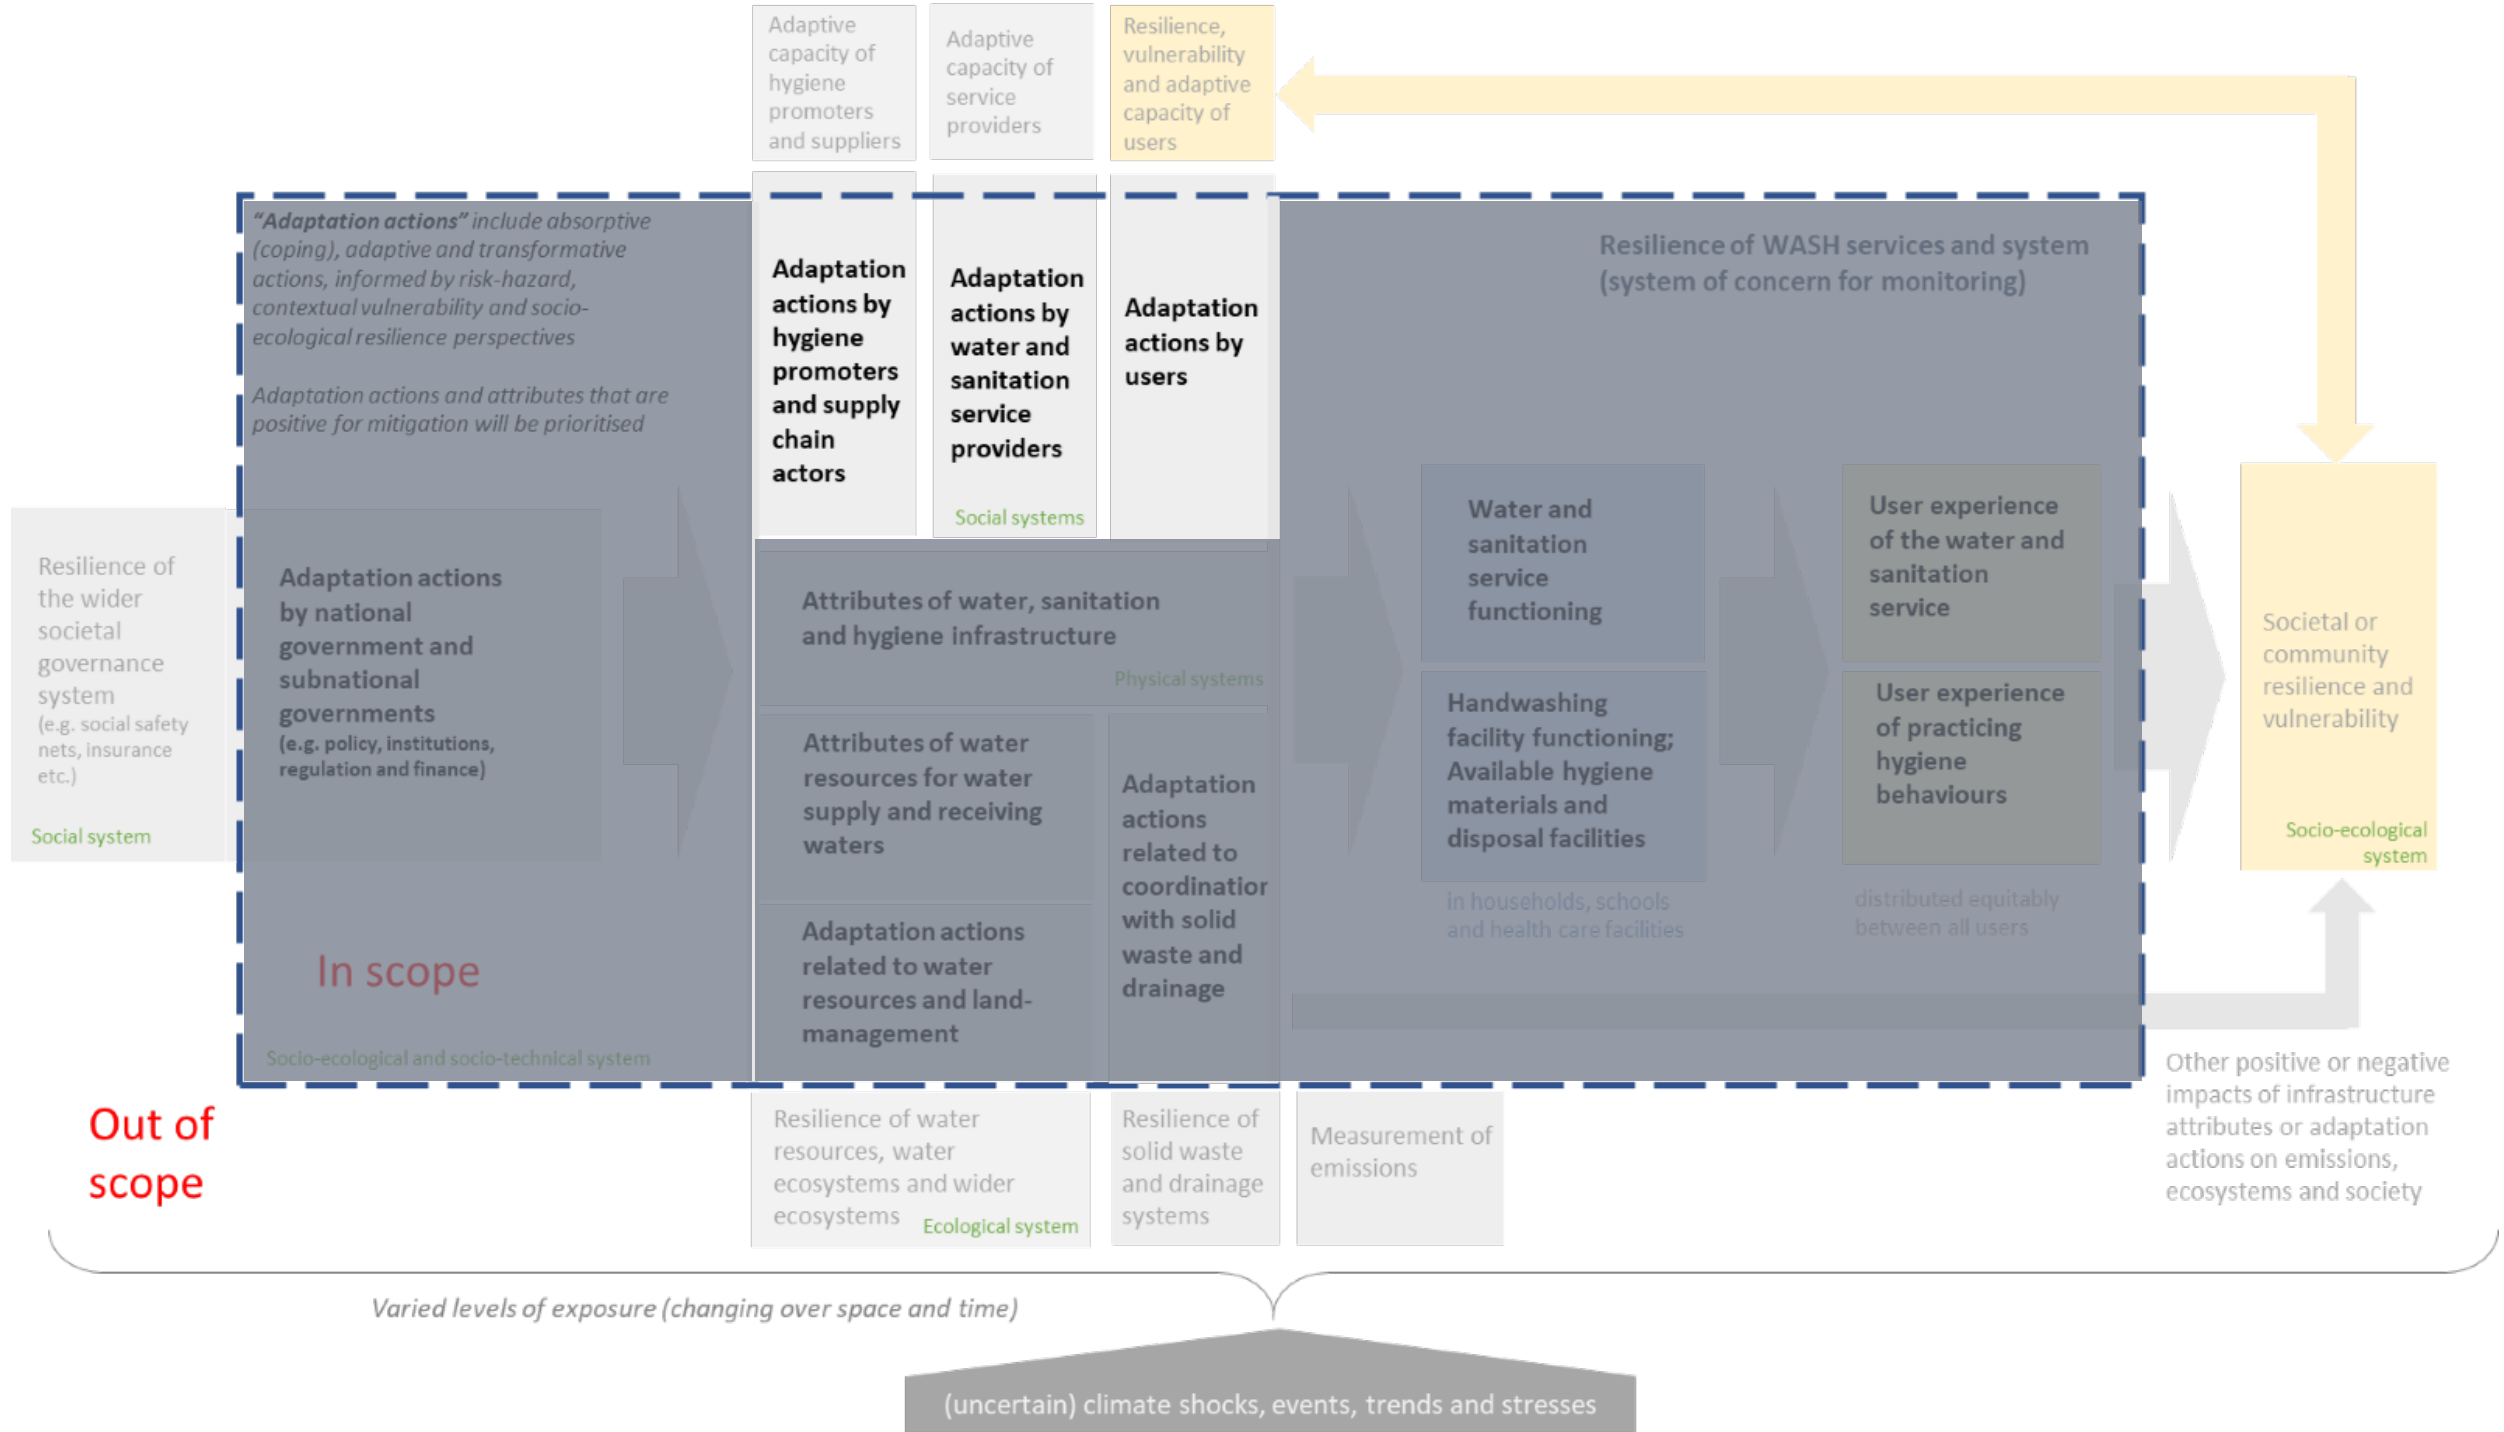 Adaptive
capacity of
hygiene
promoters
and suppliers
Adaptive
capacity of
service
providers
Resilience,
vulnerability
and adaptive
capacity of
users
“Adaptation actions” include absorptive
(coping), adaptive and transformative
actions, informed by risk-hazard,
contextual vulnerability and socio-
ecological resilience perspectives
Adaptation actions and attributes that are
positive for mitigation will be prioritised
Adaptation
actions by
hygiene
promoters
and supply
chain
actors
Adaptation
actions by
water and
sanitation
service
providers
Social systems
Adaptation
actions by
users
Resilience of WASH services and system
(system of concern for monitoring)
Resilience of
the wider
societal
governance
system
(e.g. social safety
nets, insurance
etc.)
Social system
Adaptation actions
by national
government and
subnational
governments
(e.g. policy, institutions,
regulation and finance)
In scope
Socio-ecological and socio-technical system
Attributes of water, sanitation
and hygiene infrastructure
Physical systems
Attributes of water
resources for water
supply and receiving
waters
Adaptation actions
related to water
resources and land-
management
Adaptation
actions
related to
coordination
with solid
waste and
drainage
Water and
sanitation
service
functioning
Handwashing
facility functioning;
Available hygiene
materials and
disposal facilities
in households, schools
and health care facilities
User experience
of the water and
sanitation
service
User experience
of practicing
hygiene
behaviours
distributed equitably
between all users
Societal or
community
resilience and
vulnerability
Socio-ecological
system
Out of
scope
Resilience of water
resources, water
ecosystems and wider
ecosystems
Ecological system
Resilience of
solid waste
and drainage
systems
Measurement of
emissions
Other positive or negative
impacts of infrastructure
attributes or adaptation
actions on emissions,
ecosystems and society
Varied levels of exposure (changing over space and time)
(uncertain) climate shocks, events, trends and stresses